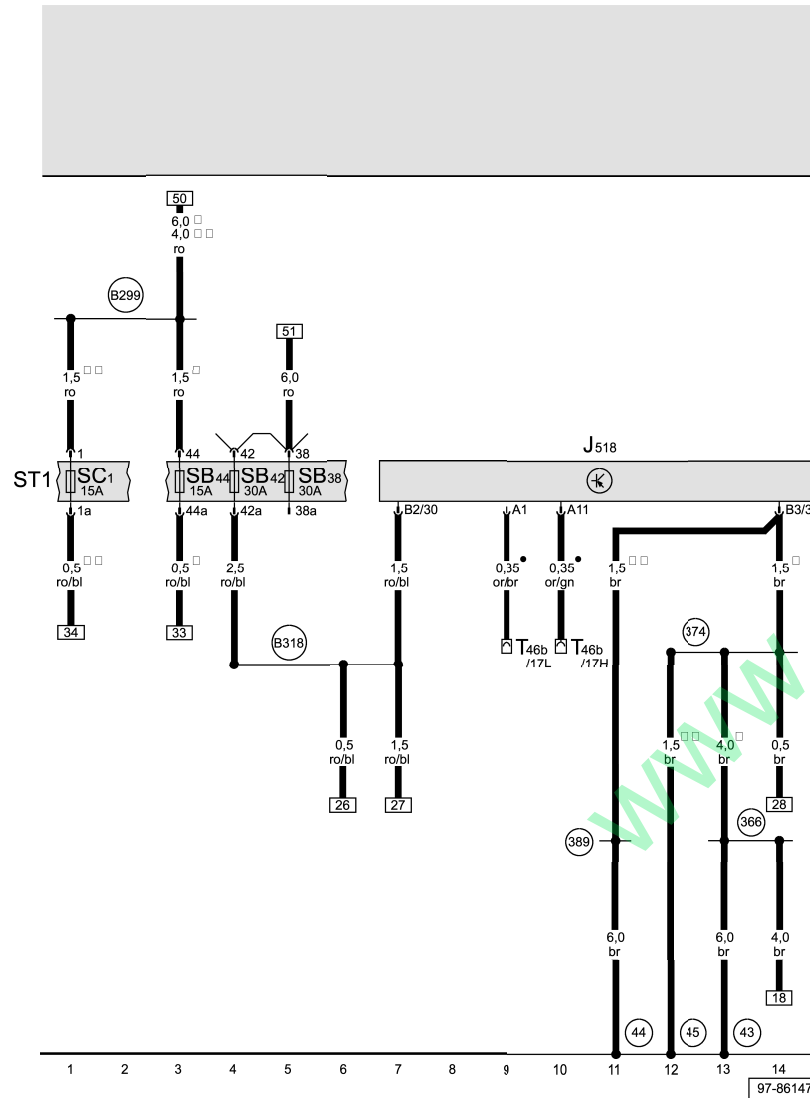 50
6,0 □
4,0 □ □
ro
B299
51
1,5 □ □
ro
1,5 □
ro
6,0
ro
J518
1 44 42 38
ST1 SC1 15A SB44 15A SB42 30A SB38 30A
1a 44a 42a 38a B2/30 A1 A11 B3/3
0,5 □ □
ro/bl
0,5 □
ro/bl
2,5
ro/bl
1,5
ro/bl
0,35 •
or/br
0,35 •
or/gn
1,5 □ □
br
1,5 □
br
34
33
B318
T46b
/17L
T46b
/17H
374
0,5
ro/bl
1,5
ro/bl
1,5 □ □
br
4,0 □
br
0,5
br
26
27
28
389
366
6,0
br
6,0
br
4,0
br
18
44
45
43
1 2 3 4 5 6 7 8 9 10 11 12 13 14
97-86147
www